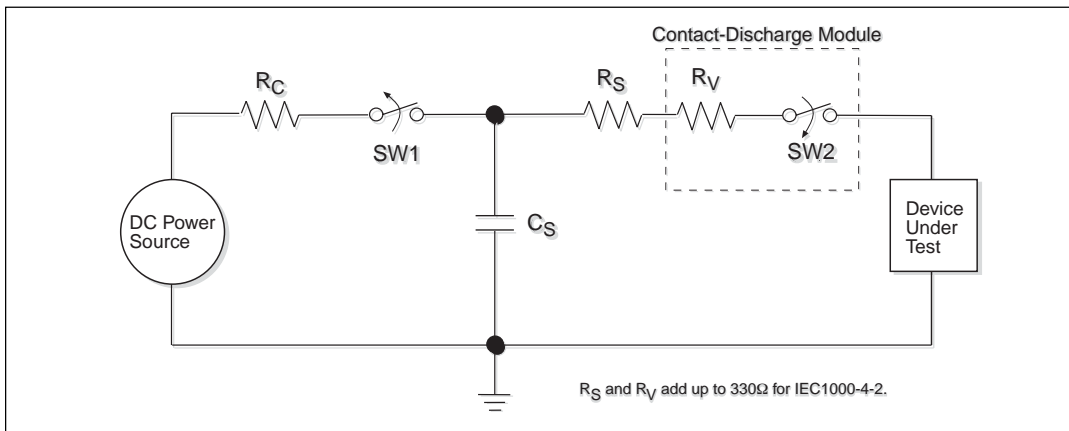 Contact-Discharge Module
RC
RS
RV
SW1
SW2
DC Power
Source
CS
Device
Under
Test
RS and RV add up to 330Ω for IEC1000-4-2.